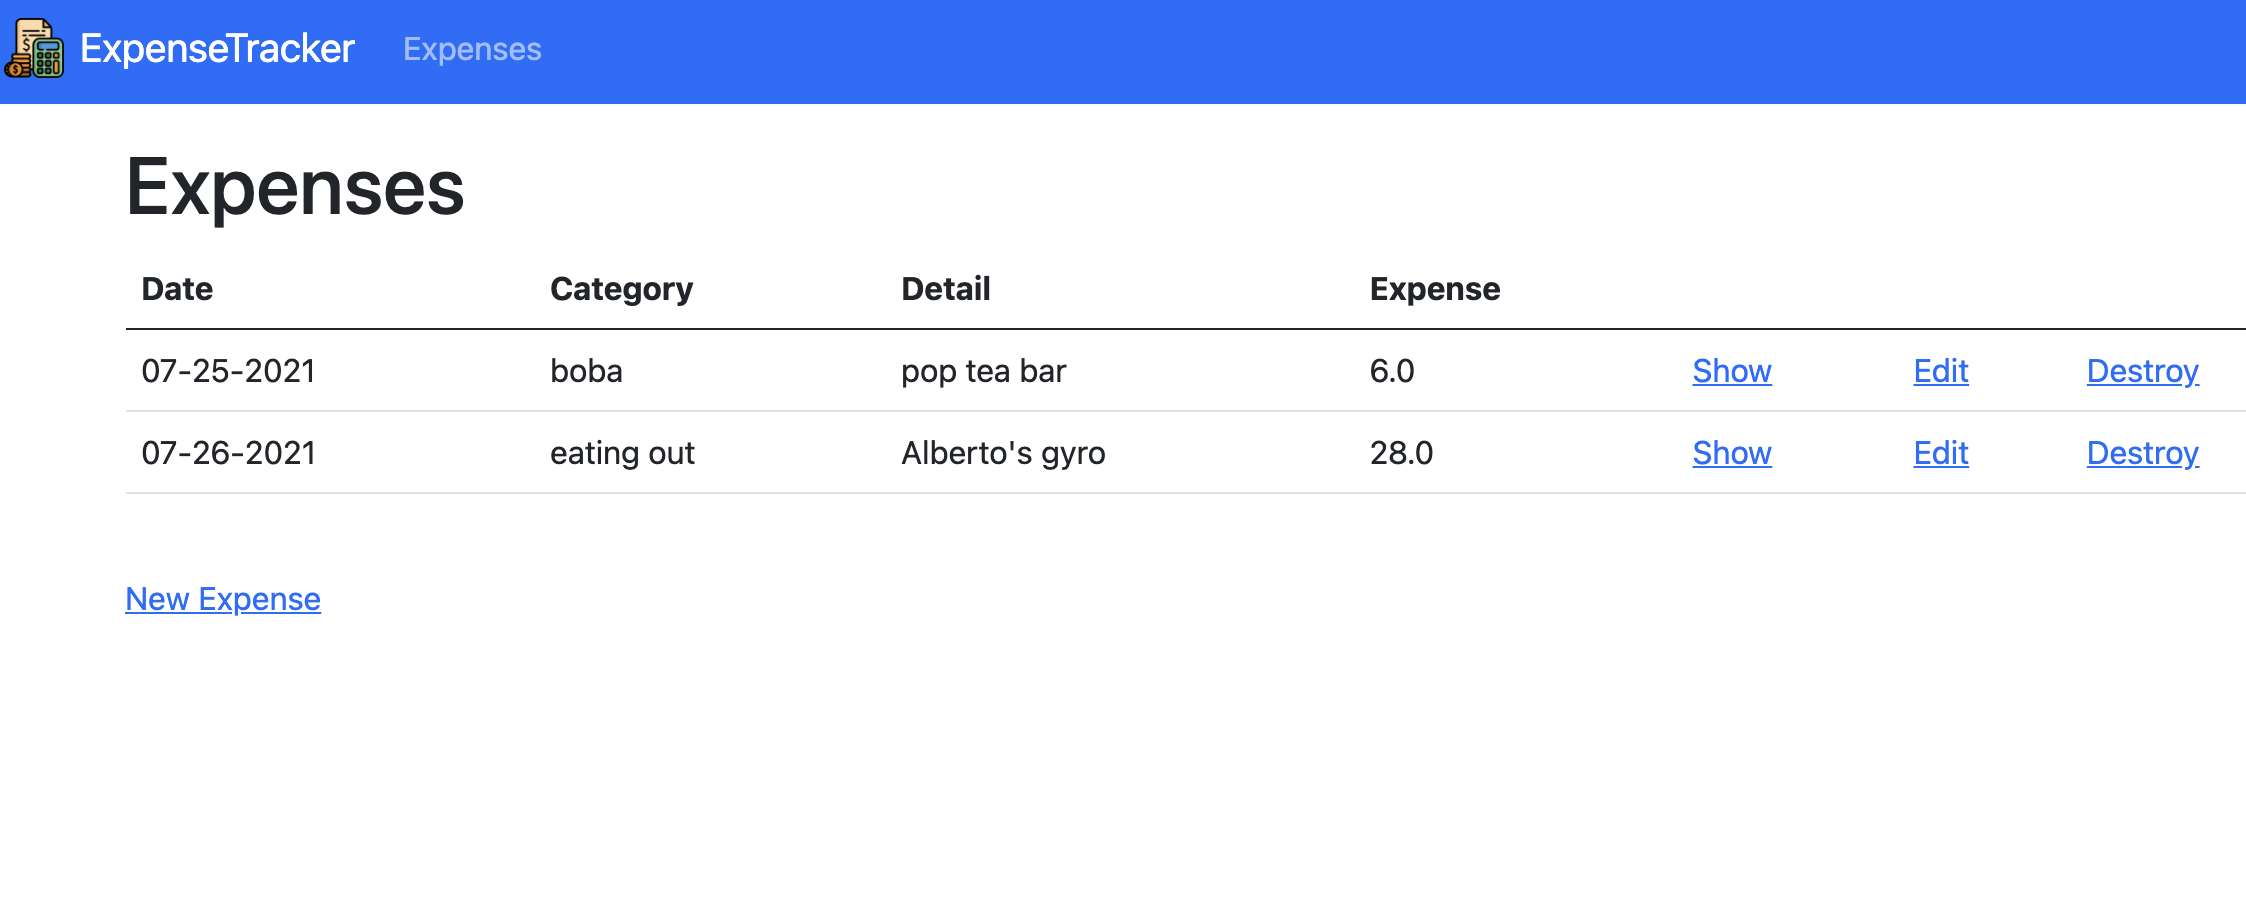 ExpenseTracker Expenses
Expenses
Date Category Detail Expense
07-25-2021 boba pop tea bar 6.0 Show Edit Destroy
07-26-2021 eating out Alberto's gyro 28.0 Show Edit Destroy
New Expense